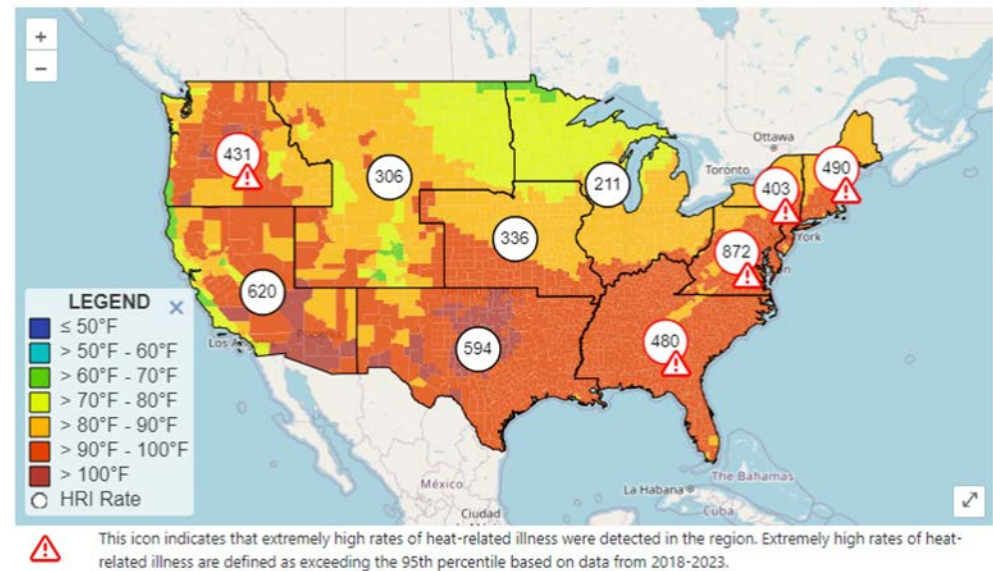 +
−
Ottawa
Toronto
431
306
211
403
490
York
336
872
620
594
480
LEGEND
×
≤ 50°F
> 50°F - 60°F
> 60°F - 70°F
> 70°F - 80°F
> 80°F - 90°F
> 90°F - 100°F
> 100°F
HRI Rate
Los A
México
Ciudad
La Habana
The Bahamas
Cuba
This icon indicates that extremely high rates of heat-related illness were detected in the region. Extremely high rates of heat-
related illness are defined as exceeding the 95th percentile based on data from 2018-2023.